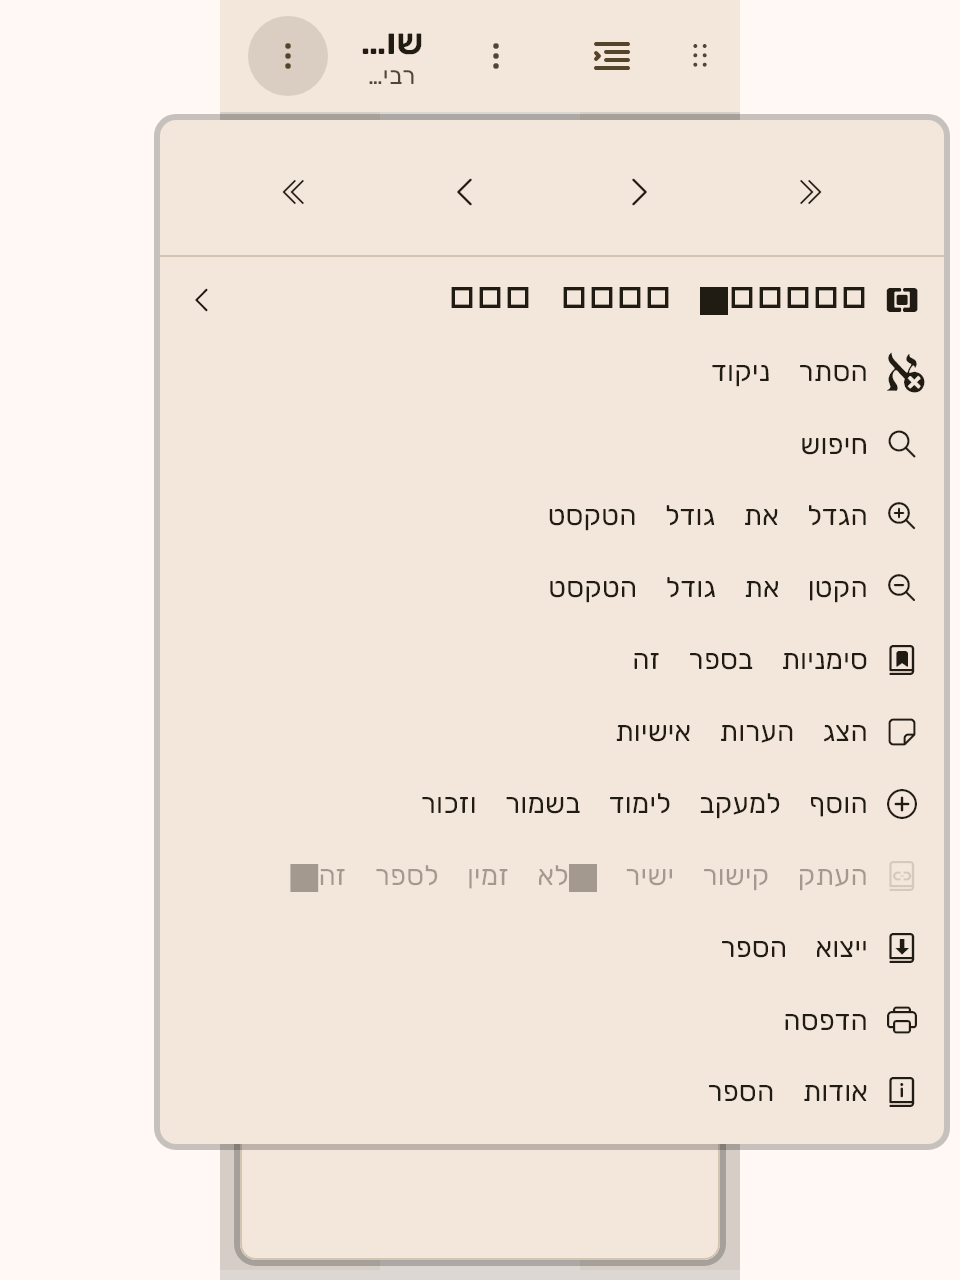 שו...
רבי...
הסתר ניקוד
חיפוש
הגדל את גודל הטקסט
הקטן את גודל הטקסט
סימניות בספר זה
הצג הערות אישיות
הוסף למעקב לימוד בשמור וזכור
העתק קישור ישיר לא זמין לספר זה
ייצוא הספר
הדפסה
אודות הספר